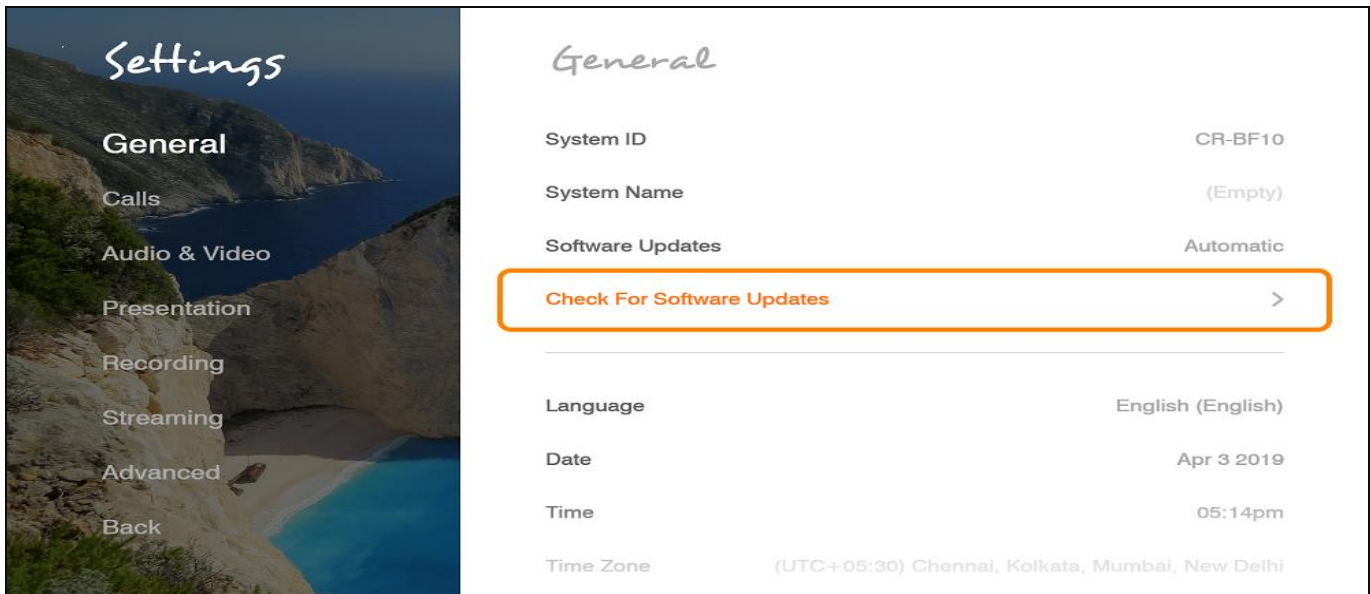 Settings
General
Calls
Audio & Video
Presentation
Recording
Streaming
Advanced
Back
General
System ID CR-BF10
System Name (Empty)
Software Updates Automatic
Check For Software Updates >
Language English (English)
Date Apr 3 2019
Time 05:14pm
Time Zone (UTC+05:30) Chennai, Kolkata, Mumbai, New Delhi